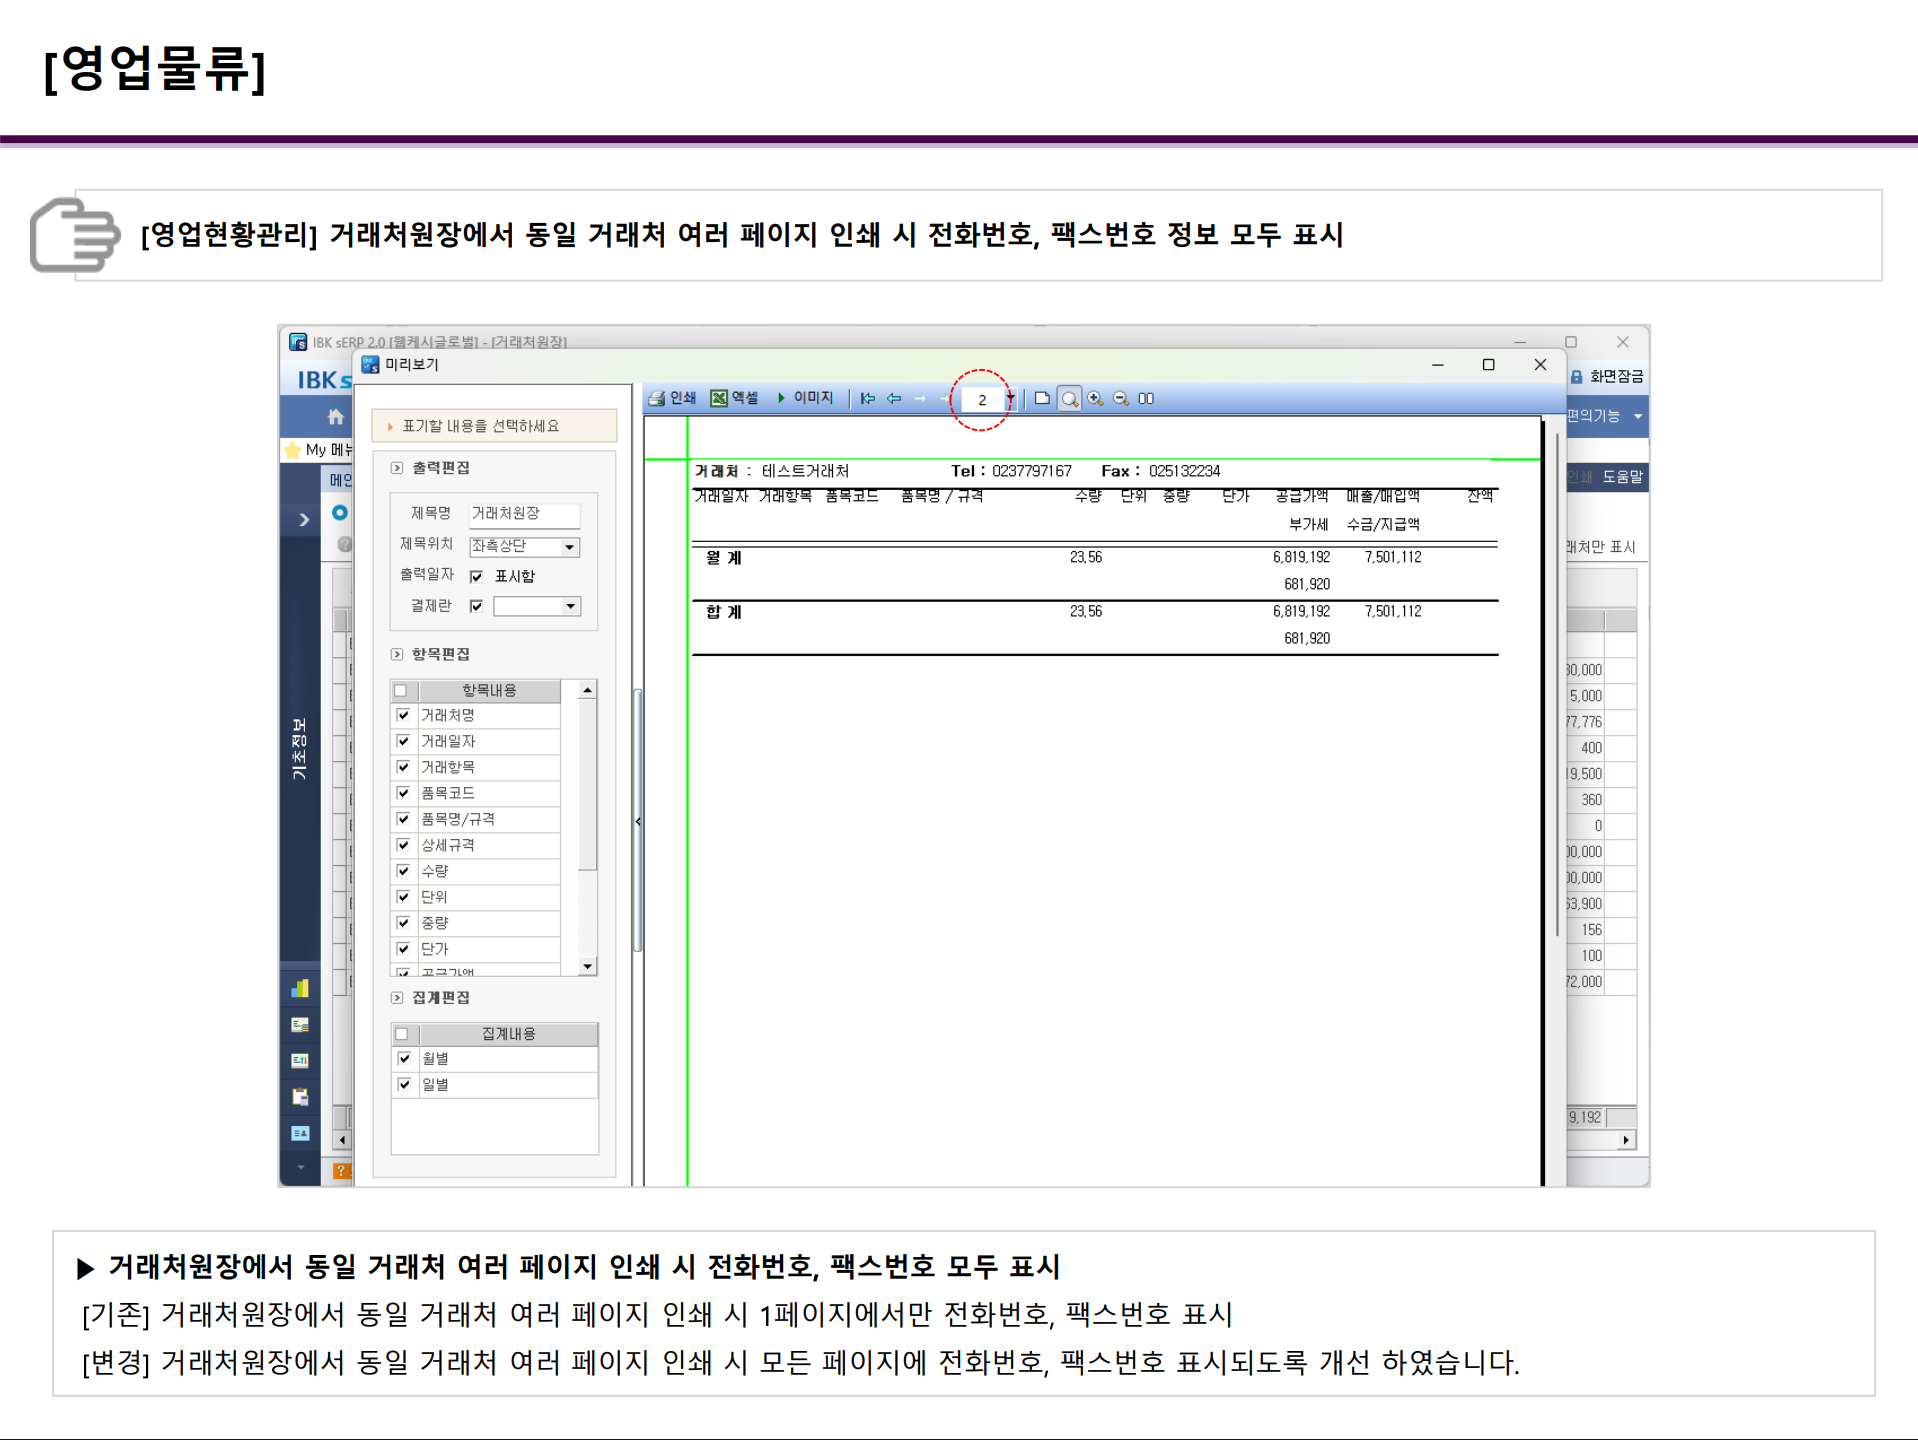 [영업물류]
[영업현황관리] 거래처원장에서 동일 거래처 여러 페이지 인쇄 시 전화번호, 팩스번호 정보 모두 표시
IBK sERP 2.0 [웹케시글로벌] - [거래처원장]
미리보기
IBK s
화면잠금
인쇄 엑셀 이미지 2
편의기능
My 메뉴
표기할 내용을 선택하세요
메인
인쇄 도움말
출력편집
제목명 거래처원장
제목위치 좌측상단
출력일자 표시함
결제란
래처만 표시
거래처 : 테스트거래처 Tel : 0237797167 Fax : 025132234
거래일자 거래항목 품목코드 품목명 / 규격 수량 단위 중량 단가 공급가액 매출/매입액 잔액
부가세 수금/지급액
월 계 23,56 6,819,192 7,501,112
681,920
합 계 23,56 6,819,192 7,501,112
681,920
항목편집
항목내용
거래처명
거래일자
거래항목
품목코드
품목명/규격
상세규격
수량
단위
중량
단가
공급가액
집계편집
집계내용
월별
일별
기초정보
30,000
5,000
77,776
400
19,500
360
0
00,000
00,000
63,900
156
100
72,000
9,192
▶ 거래처원장에서 동일 거래처 여러 페이지 인쇄 시 전화번호, 팩스번호 모두 표시
[기존] 거래처원장에서 동일 거래처 여러 페이지 인쇄 시 1페이지에서만 전화번호, 팩스번호 표시
[변경] 거래처원장에서 동일 거래처 여러 페이지 인쇄 시 모든 페이지에 전화번호, 팩스번호 표시되도록 개선 하였습니다.